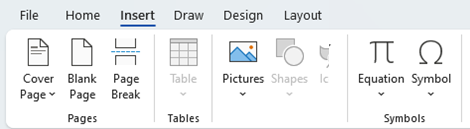 File Home Insert Draw Design Layout
Cover Page Blank Page Page Break Table Pictures Shapes Ic Equation Symbol
Pages Tables Symbols